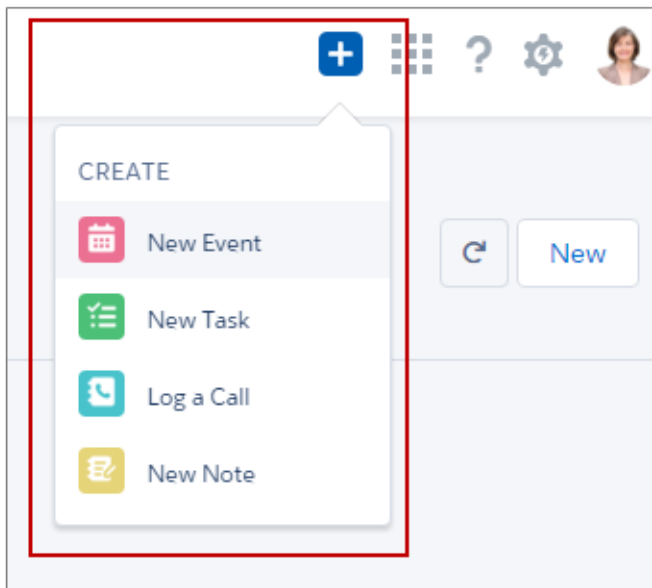 CREATE
New Event
New
New Task
Log a Call
New Note